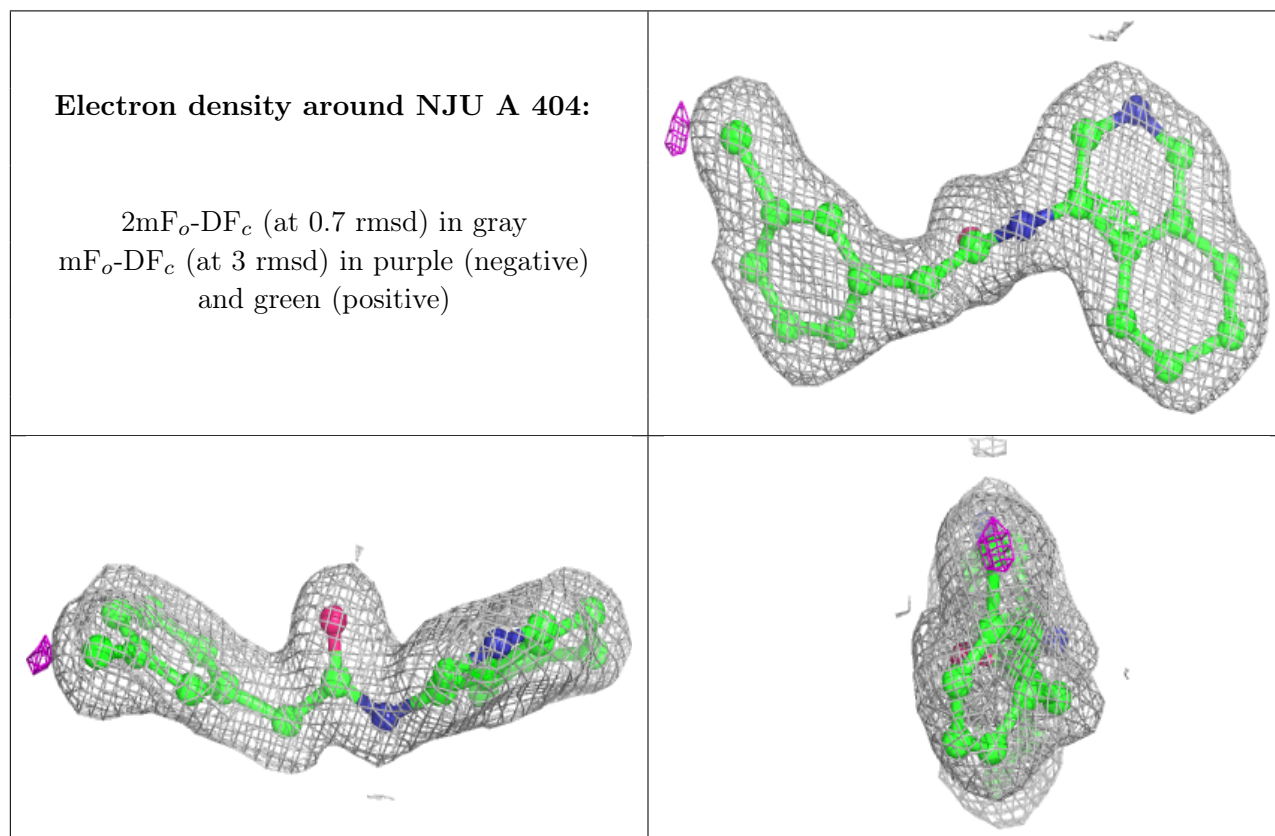 Electron density around NJU A 404:
2mFo-DFc (at 0.7 rmsd) in gray
mFo-DFc (at 3 rmsd) in purple (negative)
and green (positive)